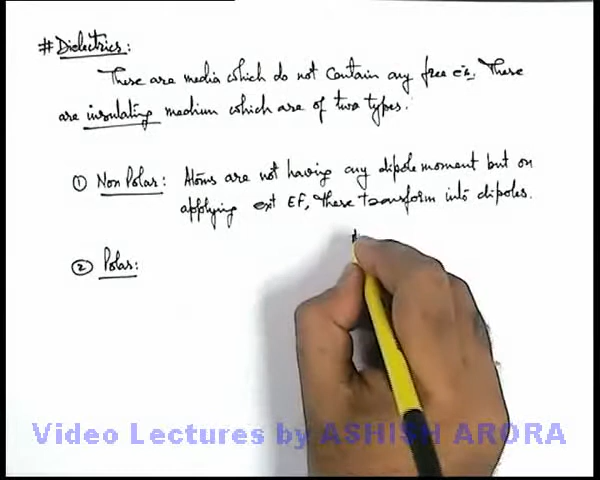 # Dielectrics:
These are media which do not contain any free e⁻s. These
are insulating medium which are of two types.
① Non Polar: Atoms are not having any dipole moment but on
applying ext EF, these transform into dipoles.
② Polar:
Video Lectures by ASHISH ARORA